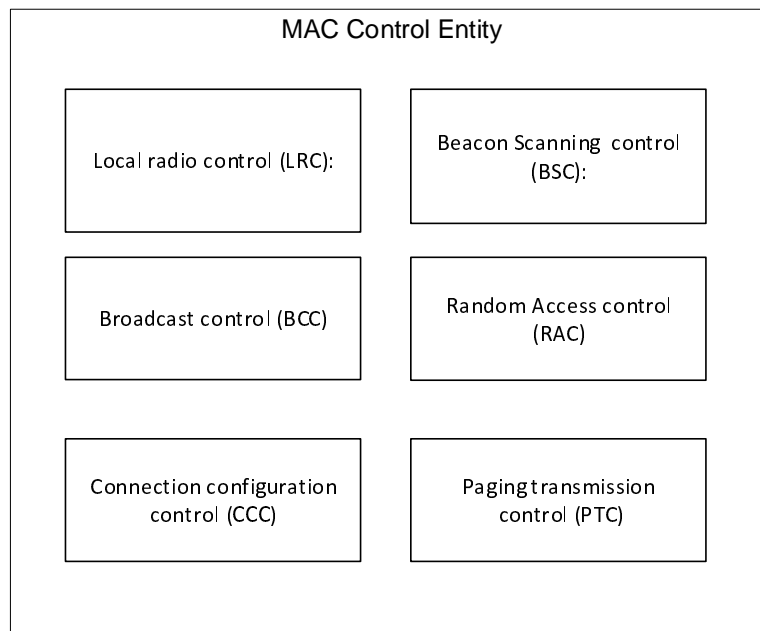 MAC Control Entity
Local radio control (LRC):
Beacon Scanning control
(BSC):
Broadcast control (BCC)
Random Access control
(RAC)
Connection configuration
control (CCC)
Paging transmission
control (PTC)